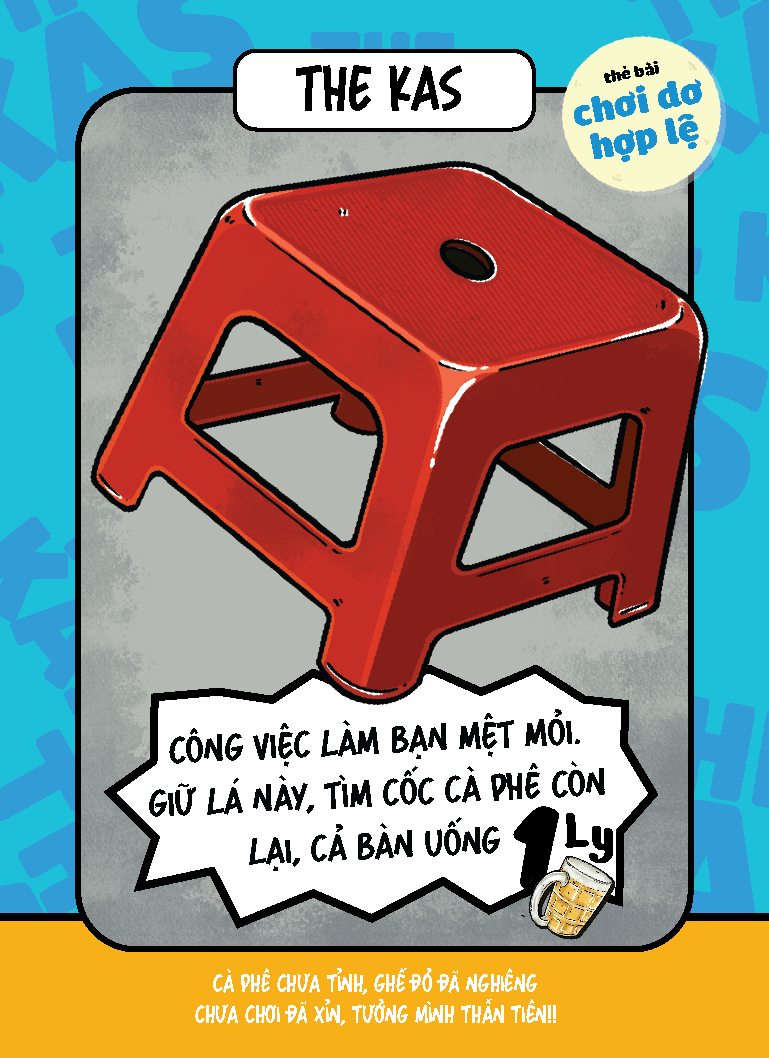 THE KAS
thẻ bài
chơi dơ
hợp lệ
CÔNG VIỆC LÀM BẠN MỆT MỎI.
GIỮ LÁ NÀY, TÌM CỐC CÀ PHÊ CÒN
LẠI, CẢ BÀN UỐNG 1 Ly
CÀ PHÊ CHƯA TỈNH, GHẾ ĐỎ ĐÃ NGHIÊNG
CHƯA CHƠI ĐÃ XỈN, TƯỞNG MÌNH THẦN TIÊN!!